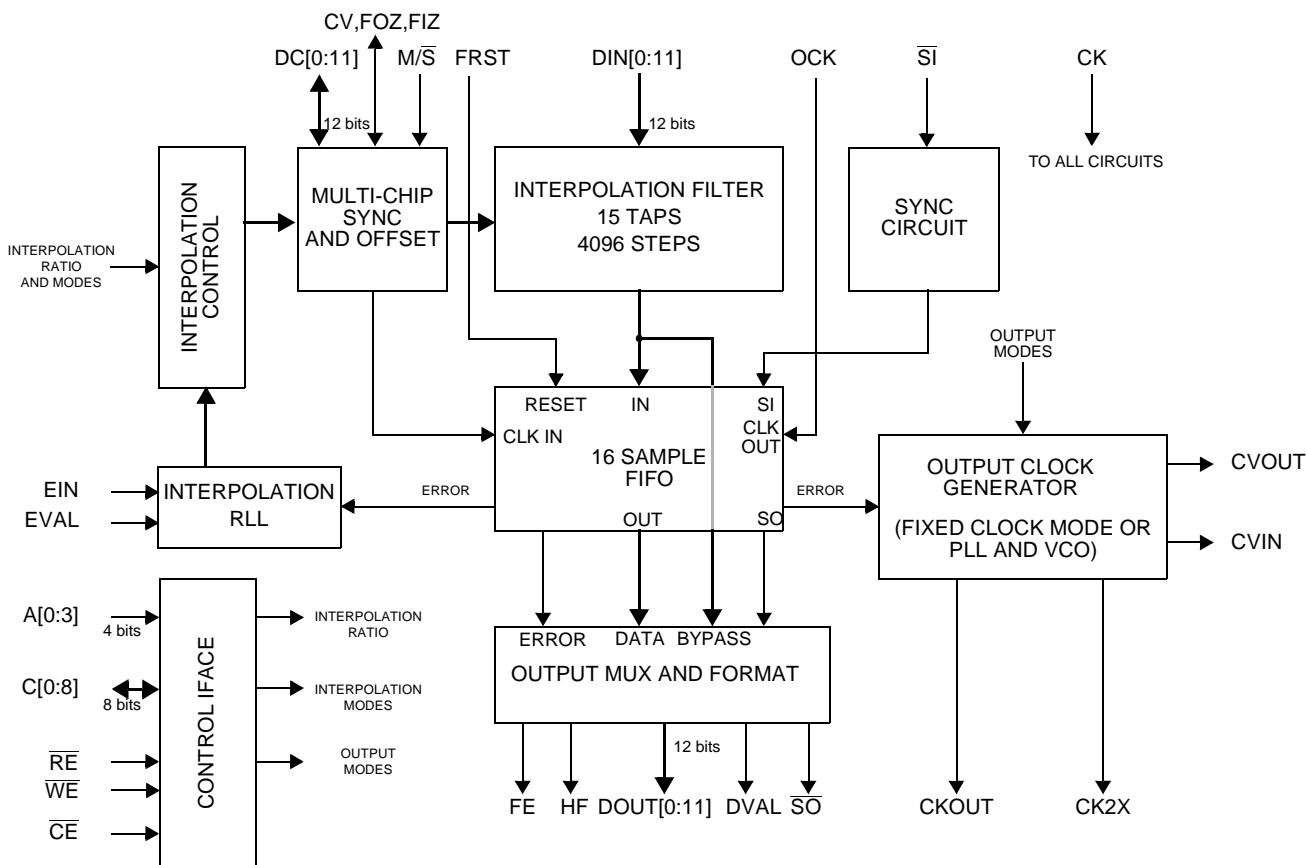 CV,FOZ,FIZ
DC[0:11]
M/S̅
FRST
DIN[0:11]
OCK
S̅I̅
CK
12 bits
12 bits
TO ALL CIRCUITS
INTERPOLATION
CONTROL
MULTI-CHIP
SYNC
AND OFFSET
INTERPOLATION FILTER
15 TAPS
4096 STEPS
SYNC
CIRCUIT
INTERPOLATION
RATIO
AND MODES
OUTPUT
MODES
RESET
IN
SI
CLK IN
CLK
OUT
16 SAMPLE
FIFO
OUT
SO
ERROR
ERROR
EIN
EVAL
INTERPOLATION
RLL
OUTPUT CLOCK
GENERATOR
(FIXED CLOCK MODE OR
PLL AND VCO)
CVOUT
CVIN
A[0:3]
4 bits
C[0:8]
8 bits
R̅E̅
W̅E̅
C̅E̅
CONTROL IFACE
INTERPOLATION
RATIO
INTERPOLATION
MODES
OUTPUT
MODES
ERROR
DATA
BYPASS
OUTPUT MUX AND FORMAT
12 bits
FE
HF
DOUT[0:11]
DVAL
S̅O̅
CKOUT
CK2X